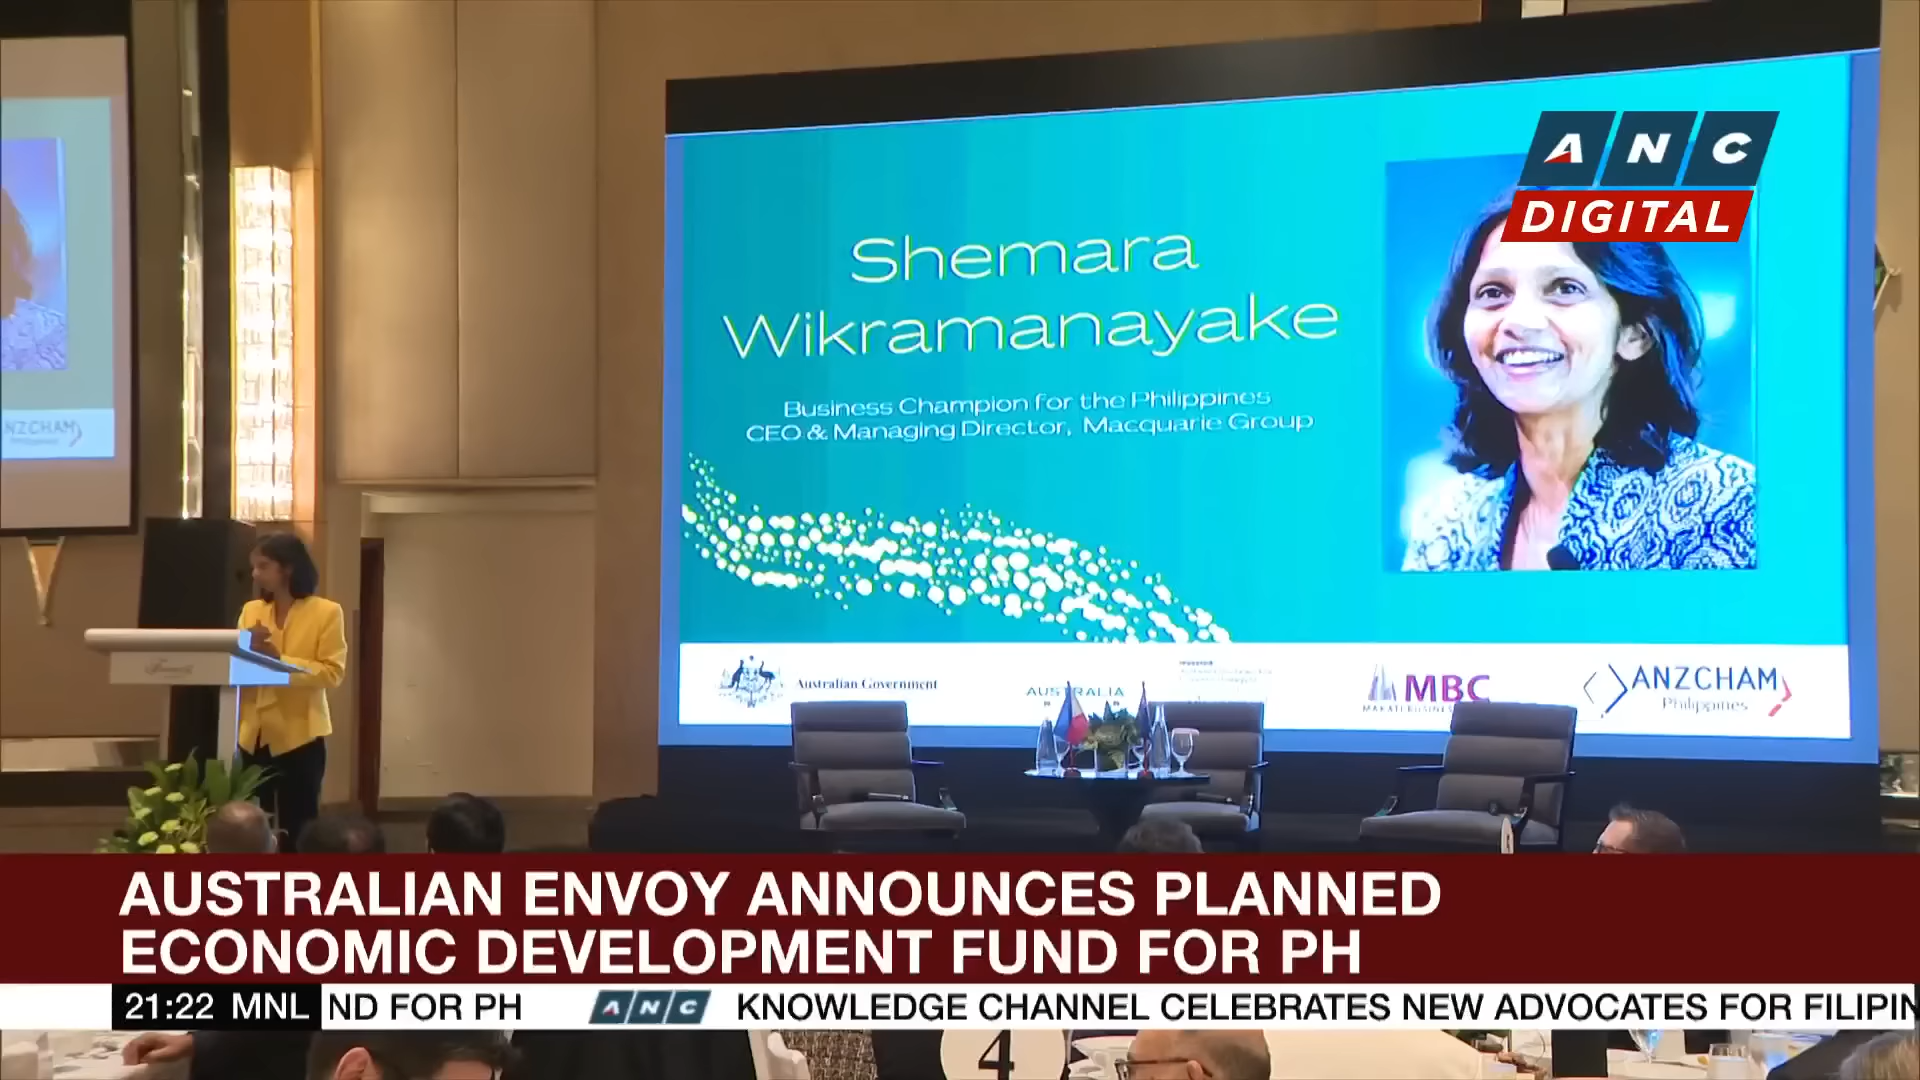 ANC
DIGITAL
Shemara
Wikramanayake
Business Champion for the Philippines
CEO & Managing Director, Macquarie Group
NZCHAM
Australian Government
AUSTRALIA
MBC
ANZCHAM
Philippines
AUSTRALIAN ENVOY ANNOUNCES PLANNED
ECONOMIC DEVELOPMENT FUND FOR PH
21:22 MNL ND FOR PH ANC KNOWLEDGE CHANNEL CELEBRATES NEW ADVOCATES FOR FILIPIN
4